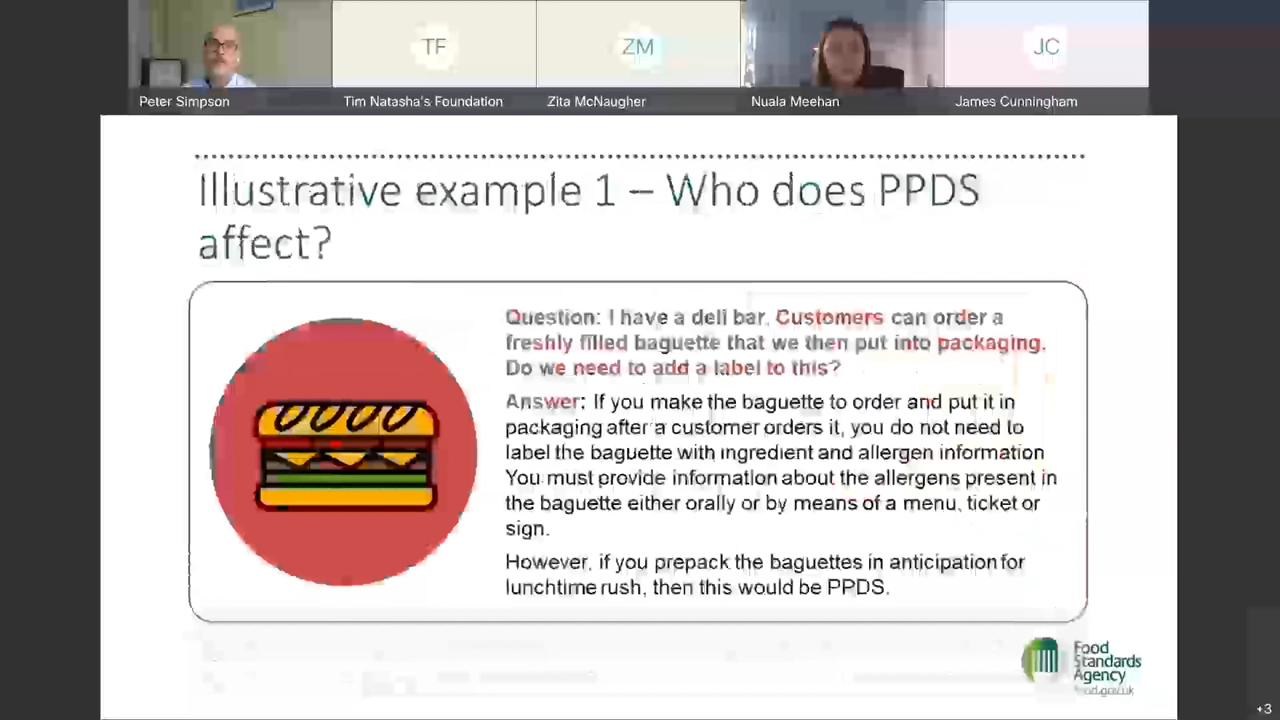 TF
ZM
JC
Peter Simpson
Tim Natasha's Foundation
Zita McNaugher
Nuala Meehan
James Cunningham
Illustrative example 1 – Who does PPDS
affect?
Question: I have a deli bar. Customers can order a
freshly filled baguette that we then put into packaging.
Do we need to add a label to this?
Answer: If you make the baguette to order and put it in
packaging after a customer orders it, you do not need to
label the baguette with ingredient and allergen information
You must provide information about the allergens present in
the baguette either orally or by means of a menu, ticket or
sign.
However, if you prepack the baguettes in anticipation for
lunchtime rush, then this would be PPDS.
Food
Standards
Agency
food.gov.uk
+3